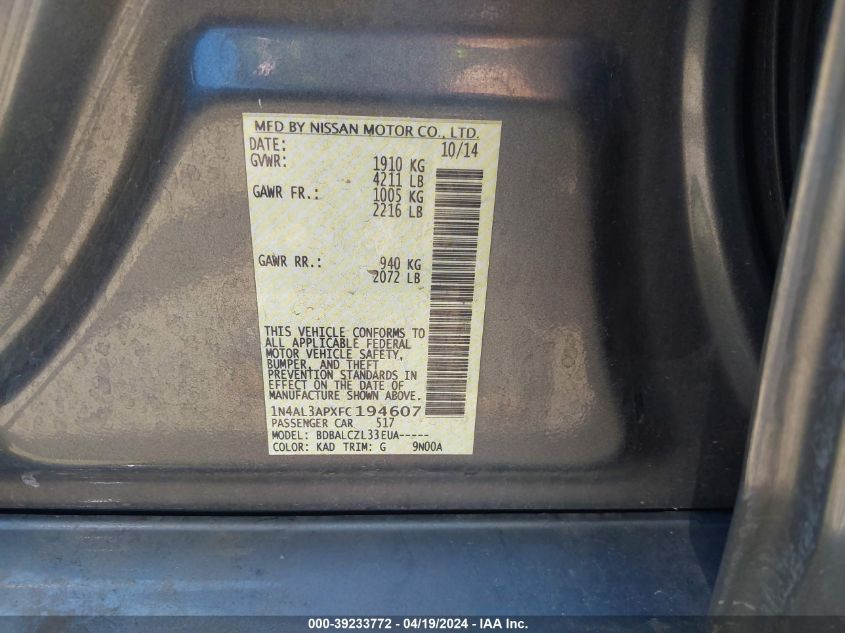 MFD BY NISSAN MOTOR CO., LTD.
DATE: 10/14
GVWR: 1910 KG
4211 LB
GAWR FR.: 1005 KG
2216 LB
GAWR RR.: 940 KG
2072 LB
THIS VEHICLE CONFORMS TO
ALL APPLICABLE FEDERAL
MOTOR VEHICLE SAFETY,
BUMPER, AND THEFT
PREVENTION STANDARDS IN
EFFECT ON THE DATE OF
MANUFACTURE SHOWN ABOVE.
1N4AL3APXFC194607
PASSENGER CAR 517
MODEL: BDBALCZL33EUA-----
COLOR: KAD TRIM: G 9N00A
000-39233772 - 04/19/2024 - IAA Inc.